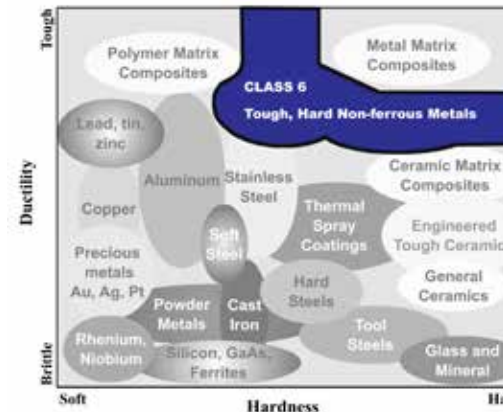 Tough
Polymer Matrix
Composites
Metal Matrix
Composites
CLASS 6
Tough, Hard Non-ferrous Metals
Lead, tin,
zinc
Aluminum
Stainless
Steel
Ceramic Matrix
Composites
Ductility
Copper
Thermal
Spray
Coatings
Engineered
Tough Ceramic
Soft
Steel
Precious
metals
Au, Ag, Pt
Hard
Steels
General
Ceramics
Powder
Metals
Cast
Iron
Tool
Steels
Rhenium,
Niobium
Silicon, GaAs,
Ferrites
Glass and
Mineral
Brittle
Soft
Hardness
H